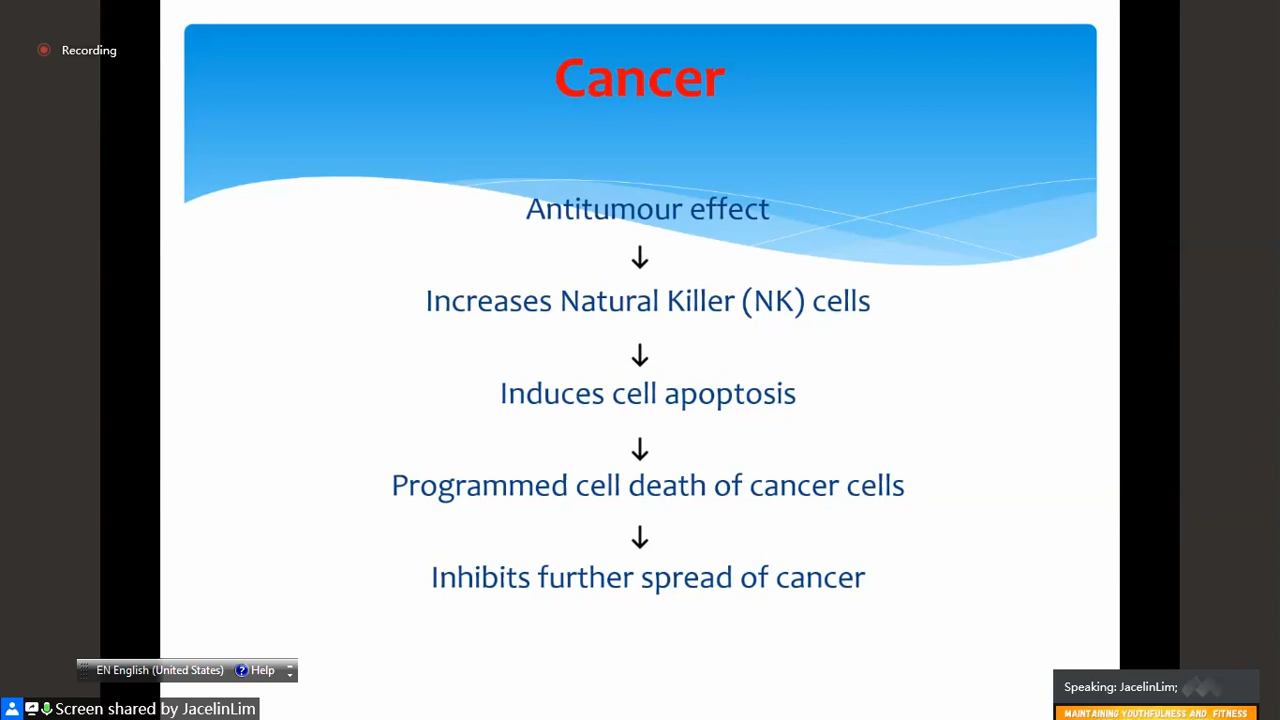 Recording
Cancer
Antitumour effect
↓
Increases Natural Killer (NK) cells
↓
Induces cell apoptosis
↓
Programmed cell death of cancer cells
↓
Inhibits further spread of cancer
EN English (United States) ? Help
Screen shared by JacelinLim
Speaking: JacelinLim;
MAINTAINING YOUTHFULNESS AND FITNESS